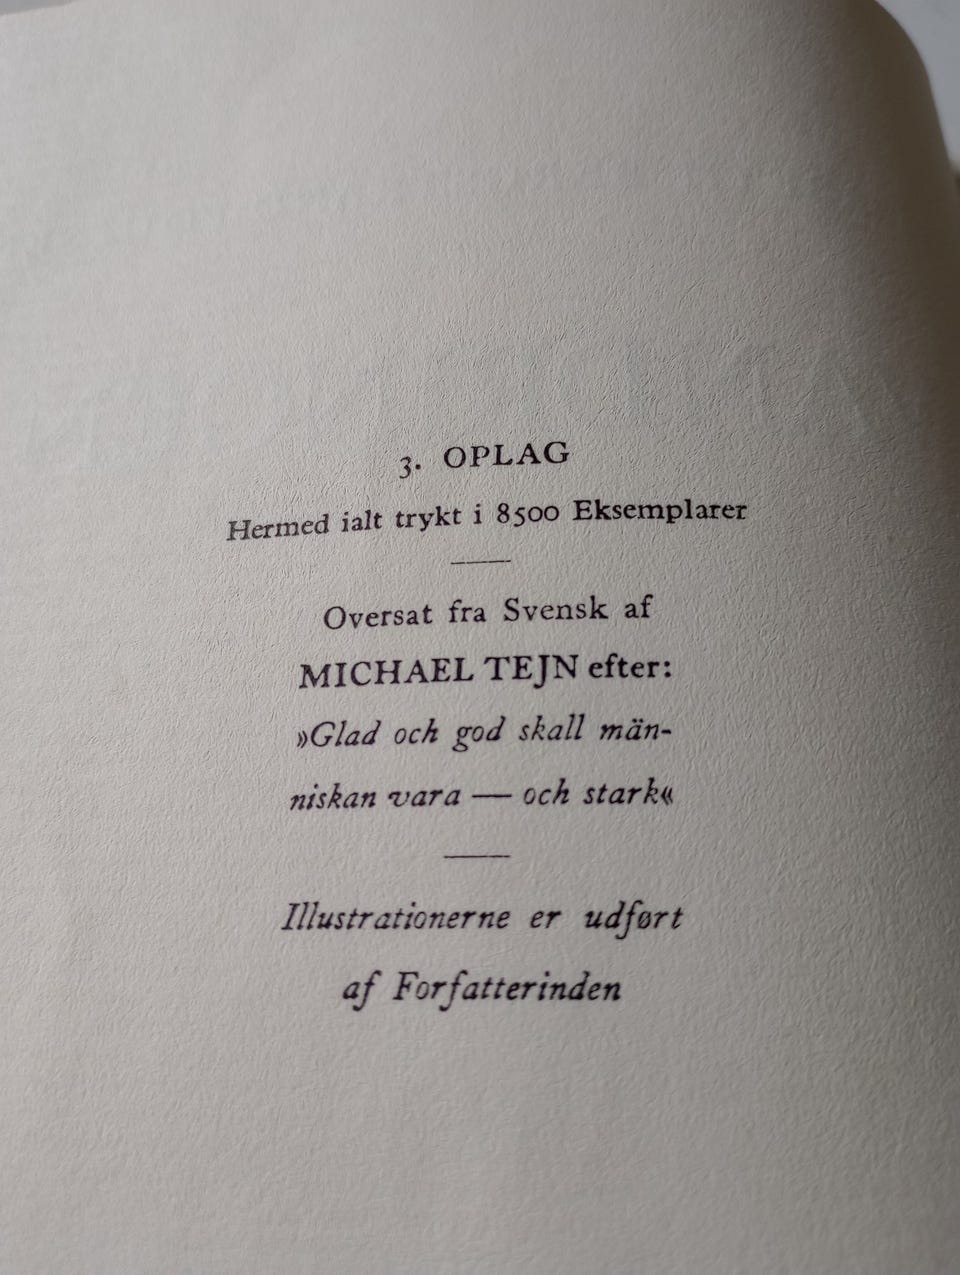 3. OPLAG
Hermed ialt trykt i 8500 Eksemplarer
Oversat fra Svensk af
MICHAEL TEJN efter:
»Glad och god skall män-
niskan vara — och stark«
Illustrationerne er udført
af Forfatterinden